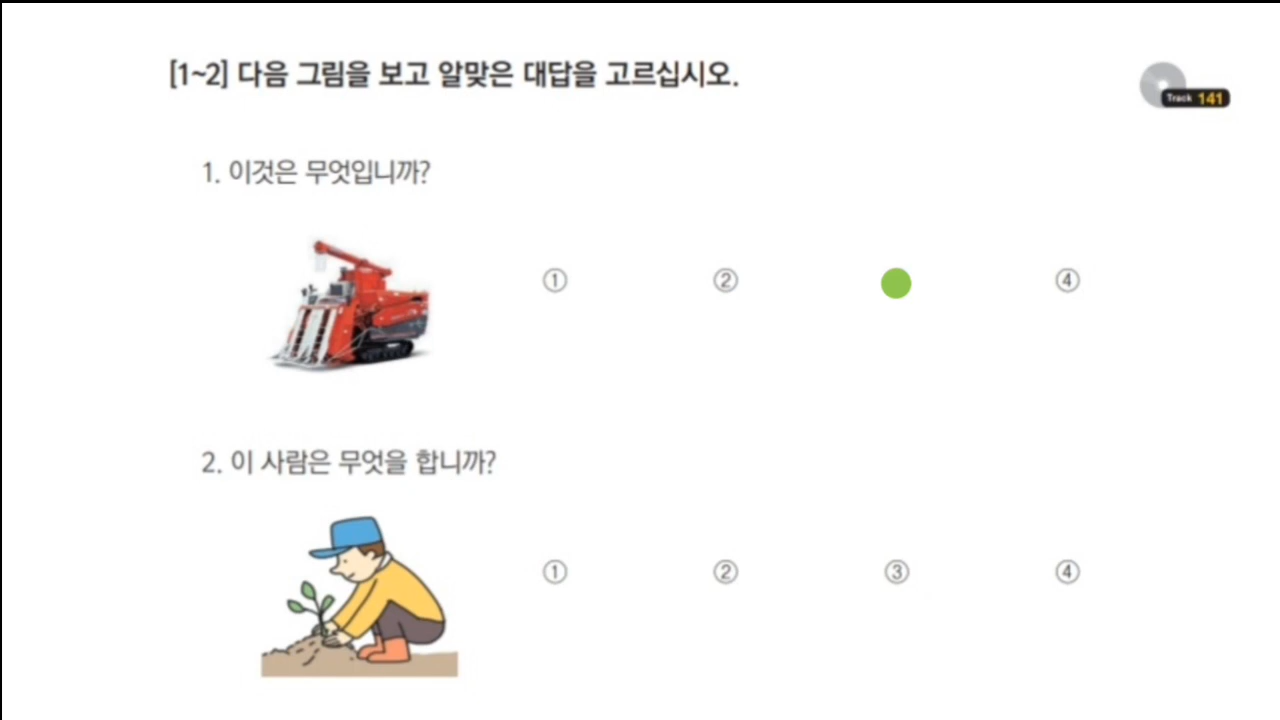 [1~2] 다음 그림을 보고 알맞은 대답을 고르십시오.
Track 141
1. 이것은 무엇입니까?
① ② ④
2. 이 사람은 무엇을 합니까?
① ② ③ ④